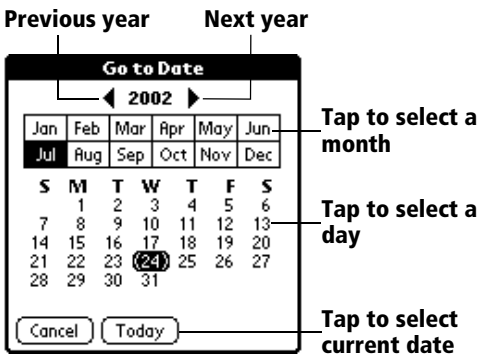 Previous year Next year
Go to Date
2002
Jan Feb Mar Apr May Jun
Jul Aug Sep Oct Nov Dec
Tap to select a
month
S M T W T F S
1 2 3 4 5 6
7 8 9 10 11 12 13
14 15 16 17 18 19 20
21 22 23 24 25 26 27
28 29 30 31
Tap to select a
day
Cancel Today
Tap to select
current date